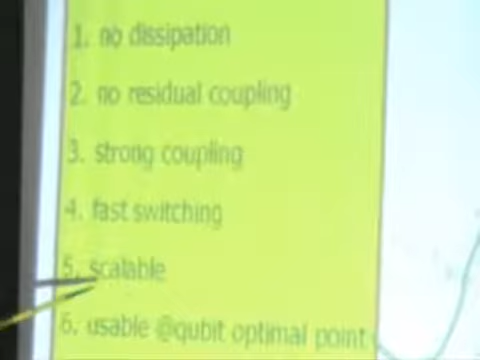 1. no dissipation
2. no residual coupling
3. strong coupling
4. fast switching
5. scalable
6. usable @qubit optimal point